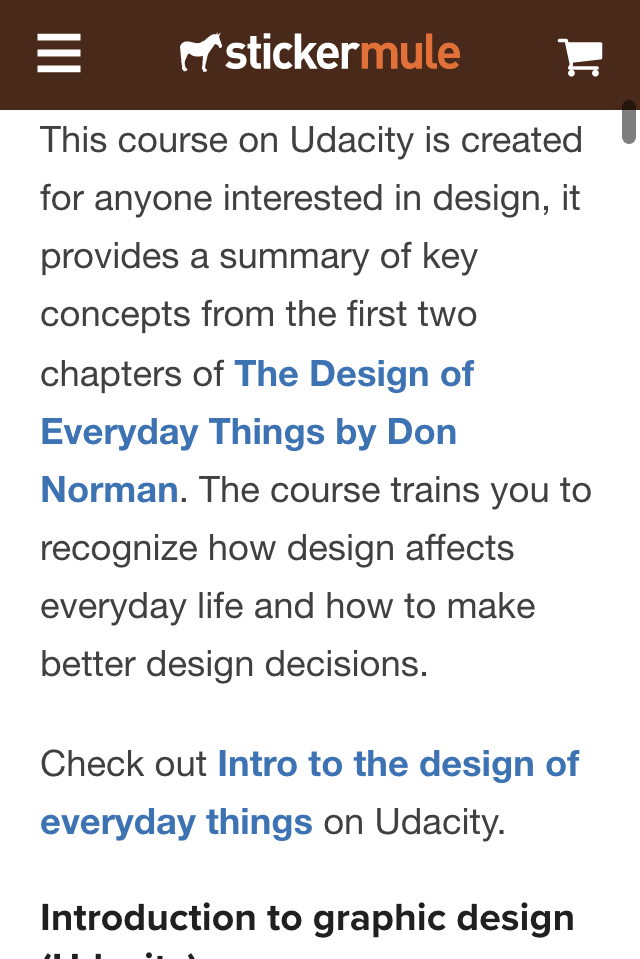 stickermule
This course on Udacity is created
for anyone interested in design, it
provides a summary of key
concepts from the first two
chapters of The Design of
Everyday Things by Don
Norman. The course trains you to
recognize how design affects
everyday life and how to make
better design decisions.
Check out Intro to the design of
everyday things on Udacity.
Introduction to graphic design
(Udacity)